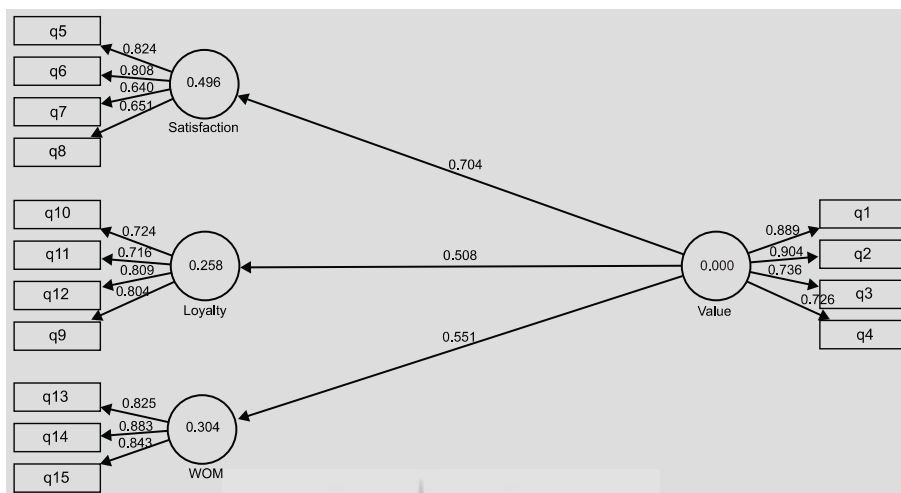 q5
0.824
q6
0.808
0.496
q7
0.640
0.651
Satisfaction
q8
0.704
q10
0.724
q11
0.716
0.258
q12
0.809
0.804
Loyalty
q9
0.508
q1
0.889
q2
0.904
0.000
0.736
q3
0.726
Value
q4
0.551
q13
0.825
q14
0.883
0.304
0.843
WOM
q15